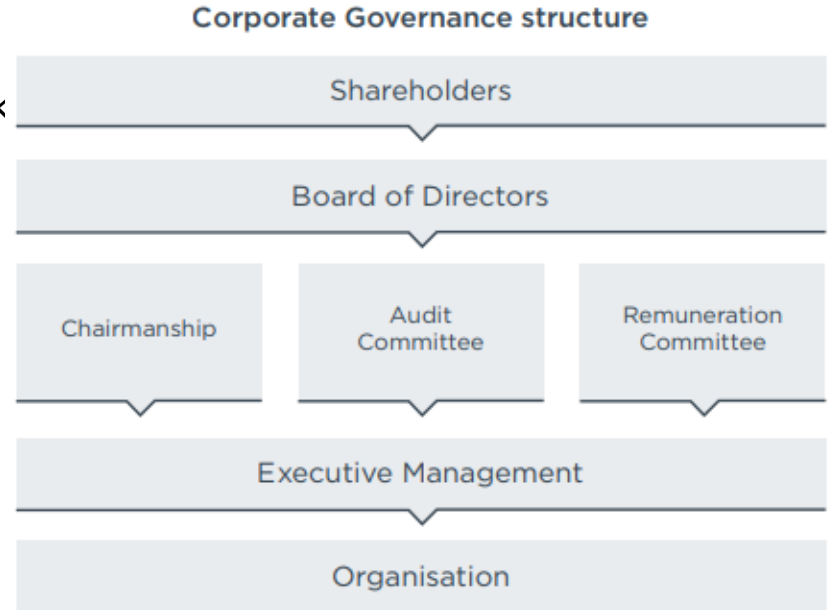 Corporate Governance structure
Shareholders
Board of Directors
Chairmanship
Audit
Committee
Remuneration
Committee
Executive Management
Organisation